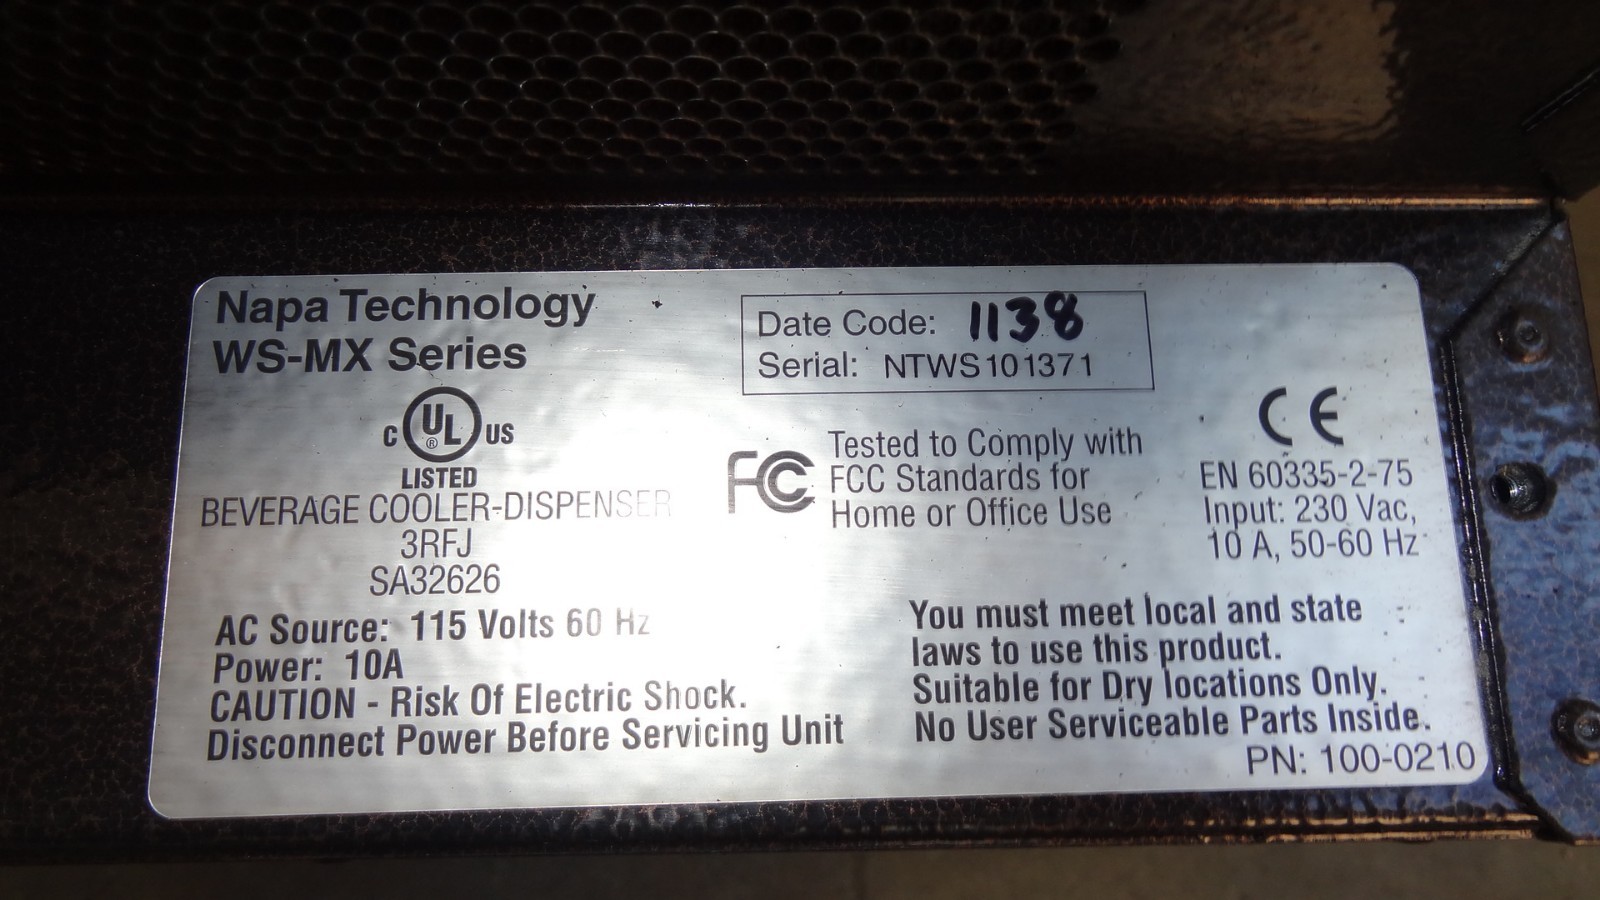 Napa Technology
WS-MX Series
Date Code: 1138
Serial: NTWS101371
C UL® US
LISTED
BEVERAGE COOLER-DISPENSER
3RFJ
SA32626
FC Tested to Comply with
FCC Standards for
Home or Office Use
CE
EN 60335-2-75
Input: 230 Vac,
10 A, 50-60 Hz
AC Source: 115 Volts 60 Hz
Power: 10A
CAUTION - Risk Of Electric Shock.
Disconnect Power Before Servicing Unit
You must meet local and state
laws to use this product.
Suitable for Dry locations Only.
No User Serviceable Parts Inside.
PN: 100-0210